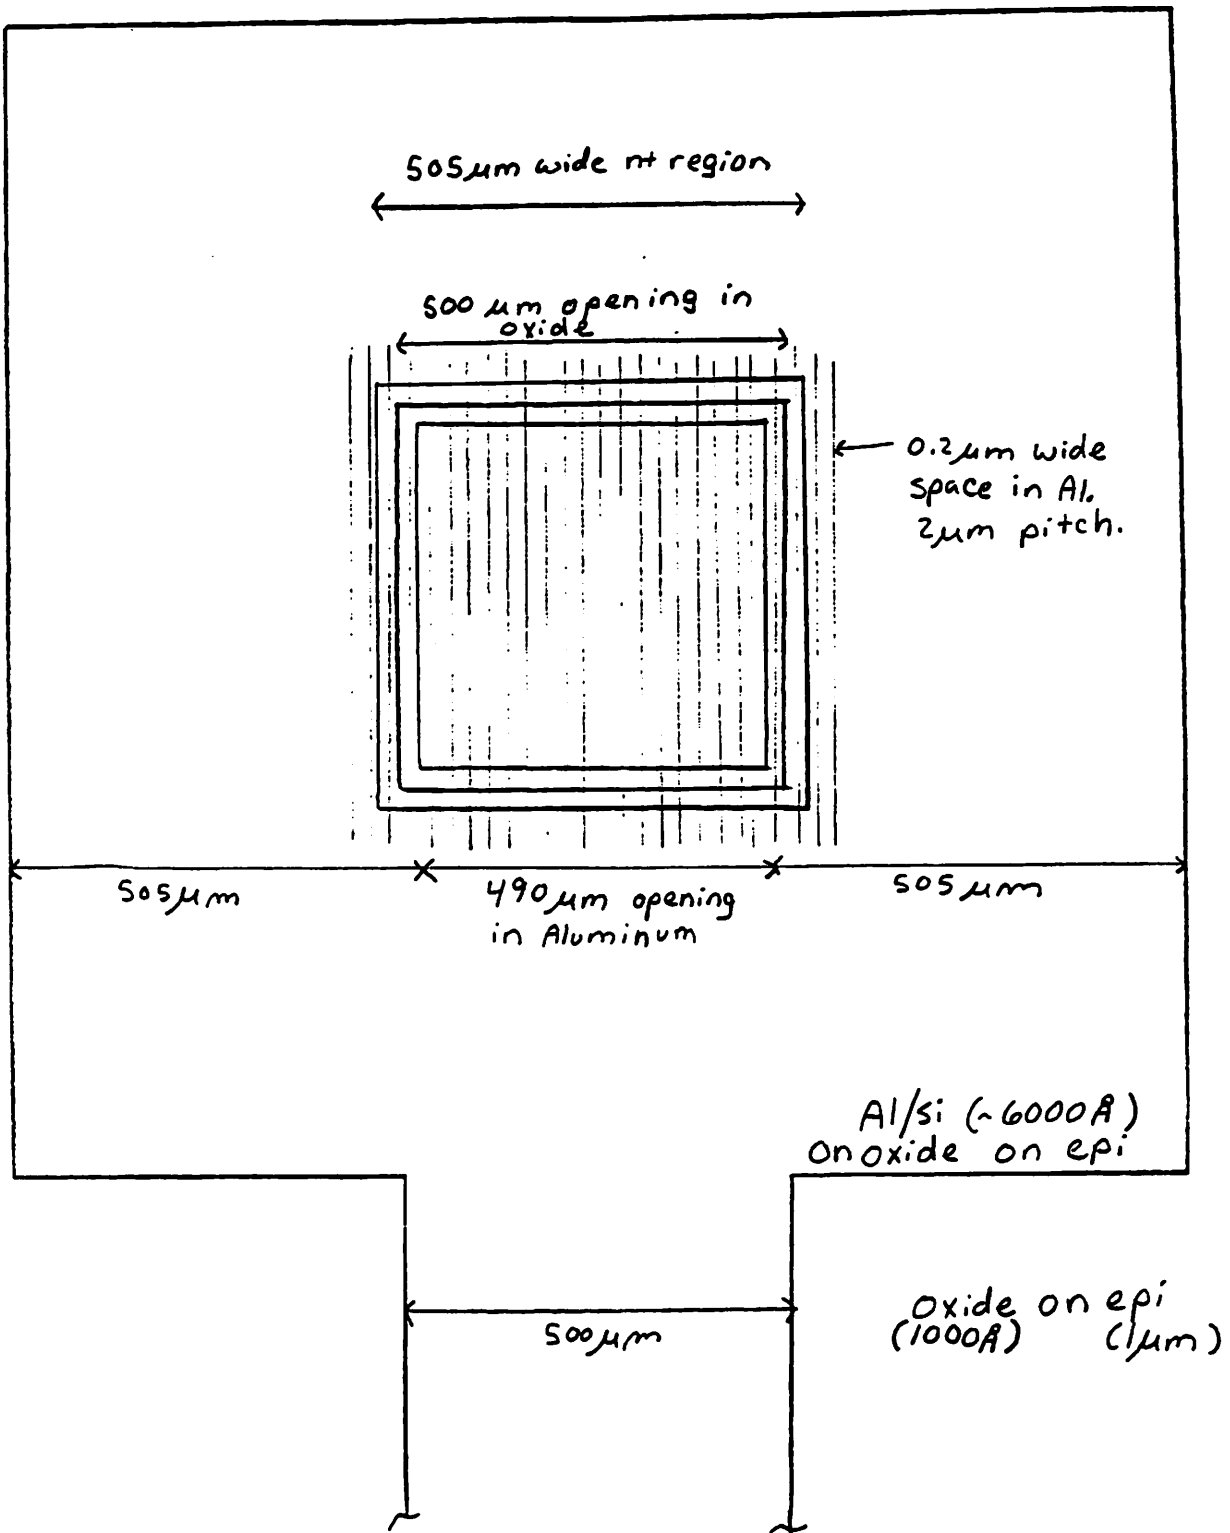 505µm wide n+ region
500 µm opening in
oxide
0.2µm wide
space in Al.
2µm pitch.
505µm
490µm opening
in Aluminum
505µm
Al/Si (~6000Å)
on oxide on epi
500µm
oxide on epi
(1000Å) (1µm)